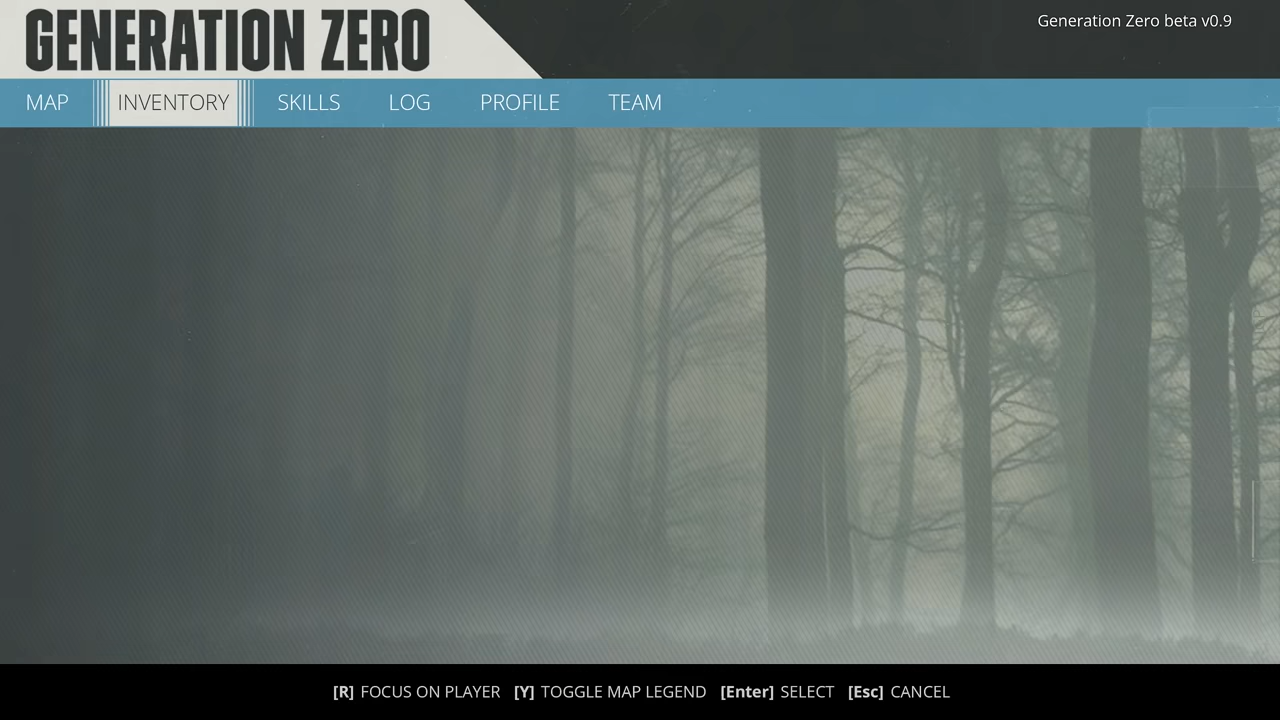 GENERATION ZERO
Generation Zero beta v0.9
MAP INVENTORY SKILLS LOG PROFILE TEAM
[R] FOCUS ON PLAYER [Y] TOGGLE MAP LEGEND [Enter] SELECT [Esc] CANCEL